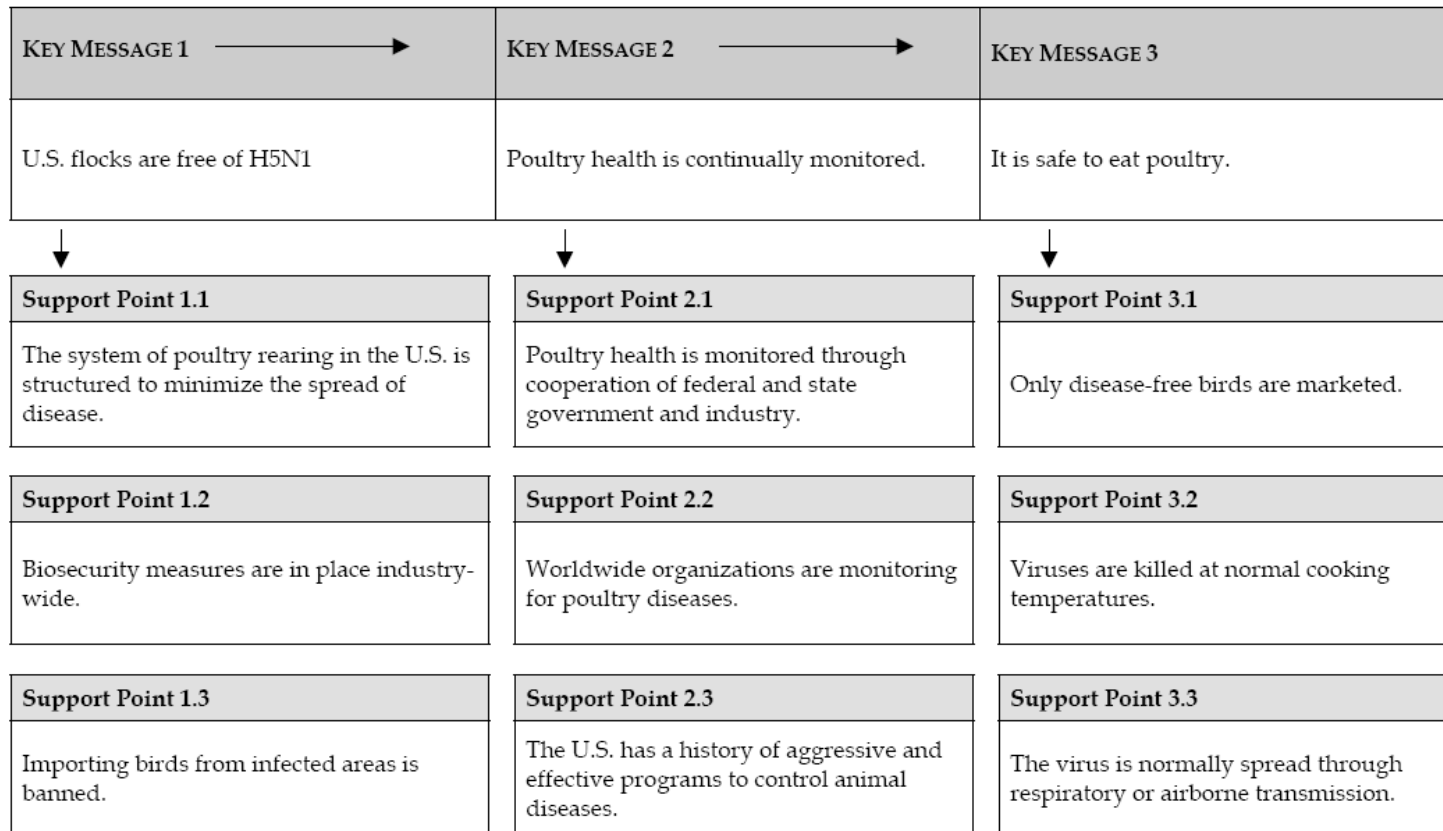 KEY MESSAGE 1
KEY MESSAGE 2
KEY MESSAGE 3
U.S. flocks are free of H5N1
Poultry health is continually monitored.
It is safe to eat poultry.
Support Point 1.1
The system of poultry rearing in the U.S. is
structured to minimize the spread of
disease.
Support Point 2.1
Poultry health is monitored through
cooperation of federal and state
government and industry.
Support Point 3.1
Only disease-free birds are marketed.
Support Point 1.2
Biosecurity measures are in place industry-
wide.
Support Point 2.2
Worldwide organizations are monitoring
for poultry diseases.
Support Point 3.2
Viruses are killed at normal cooking
temperatures.
Support Point 1.3
Importing birds from infected areas is
banned.
Support Point 2.3
The U.S. has a history of aggressive and
effective programs to control animal
diseases.
Support Point 3.3
The virus is normally spread through
respiratory or airborne transmission.